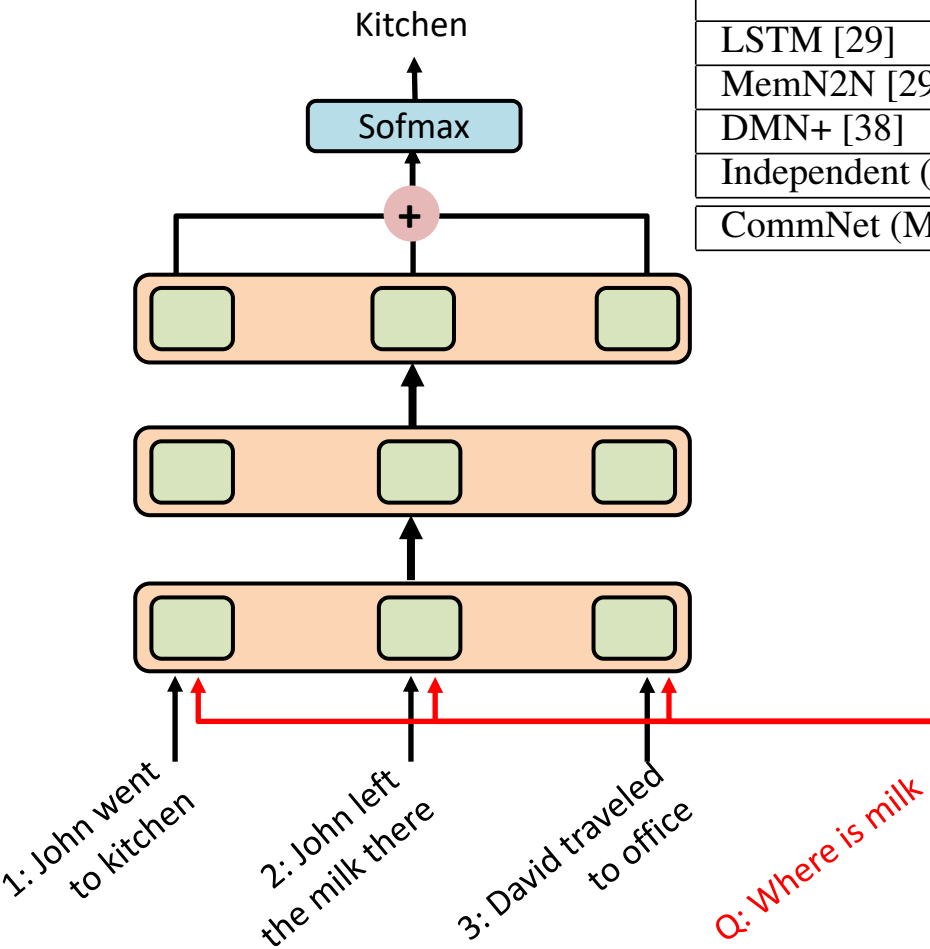 Kitchen
Sofmax
+
LSTM [29]
MemN2N [29
DMN+ [38]
Independent (
CommNet (M
1: John went
to kitchen
2: John left
the milk there
3: David traveled
to office
Q: Where is milk